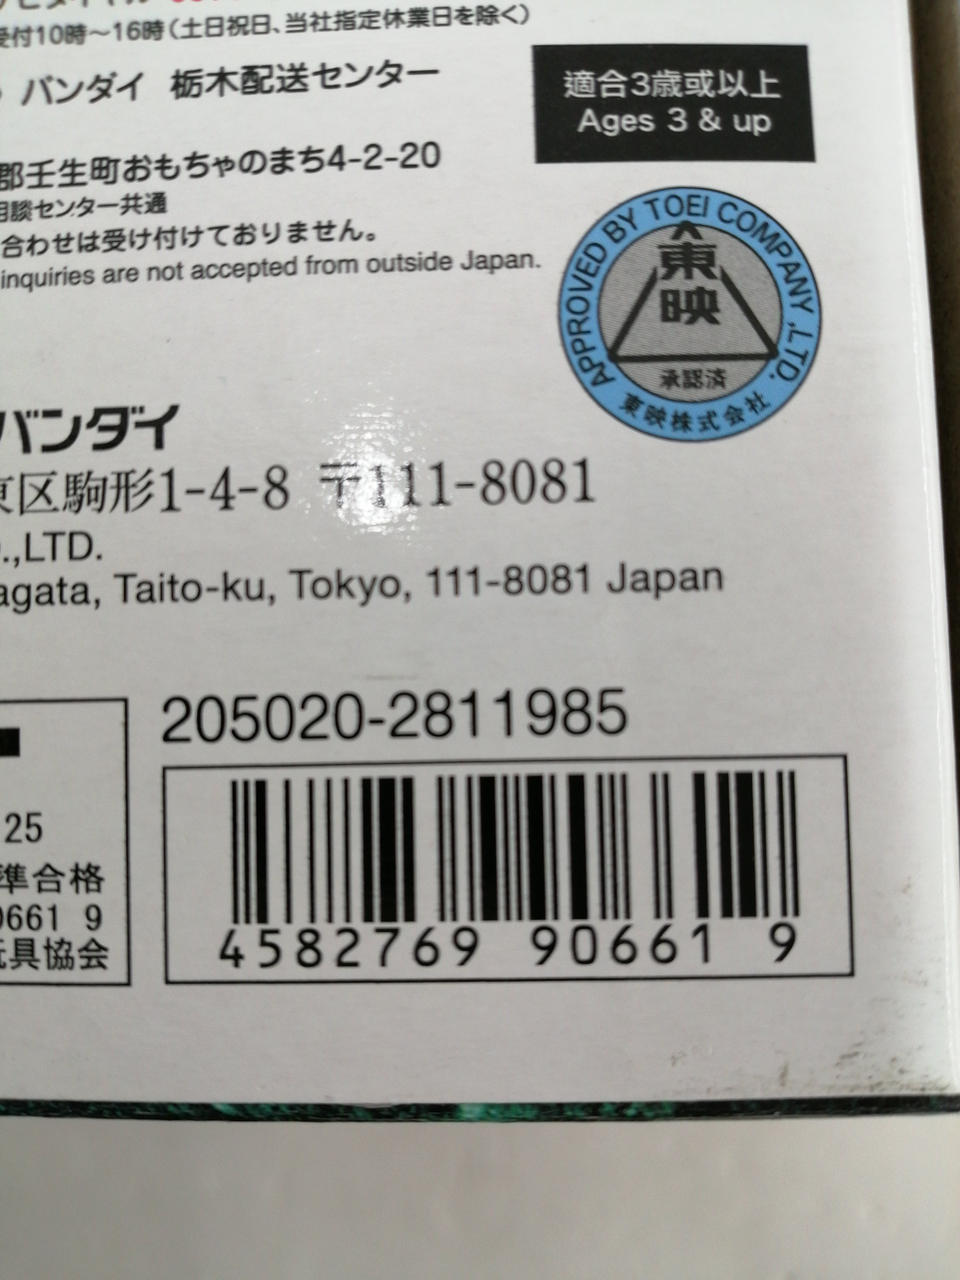 受付10時〜16時(土日祝日、当社指定休業日を除く)
バンダイ 栃木配送センター
適合3歳或以上
Ages 3 & up
郡壬生町おもちゃのまち4-2-20
相談センター共通
合わせは受け付けておりません。
inquiries are not accepted from outside Japan.
APPROVED BY TOEI COMPANY ,LTD.
東映
承認済
東映株式会社
バンダイ
東区駒形1-4-8 〒111-8081
.,LTD.
agata, Taito-ku, Tokyo, 111-8081 Japan
205020-2811985
25
準合格
0661 9
玩具協会
4582769 90661 9